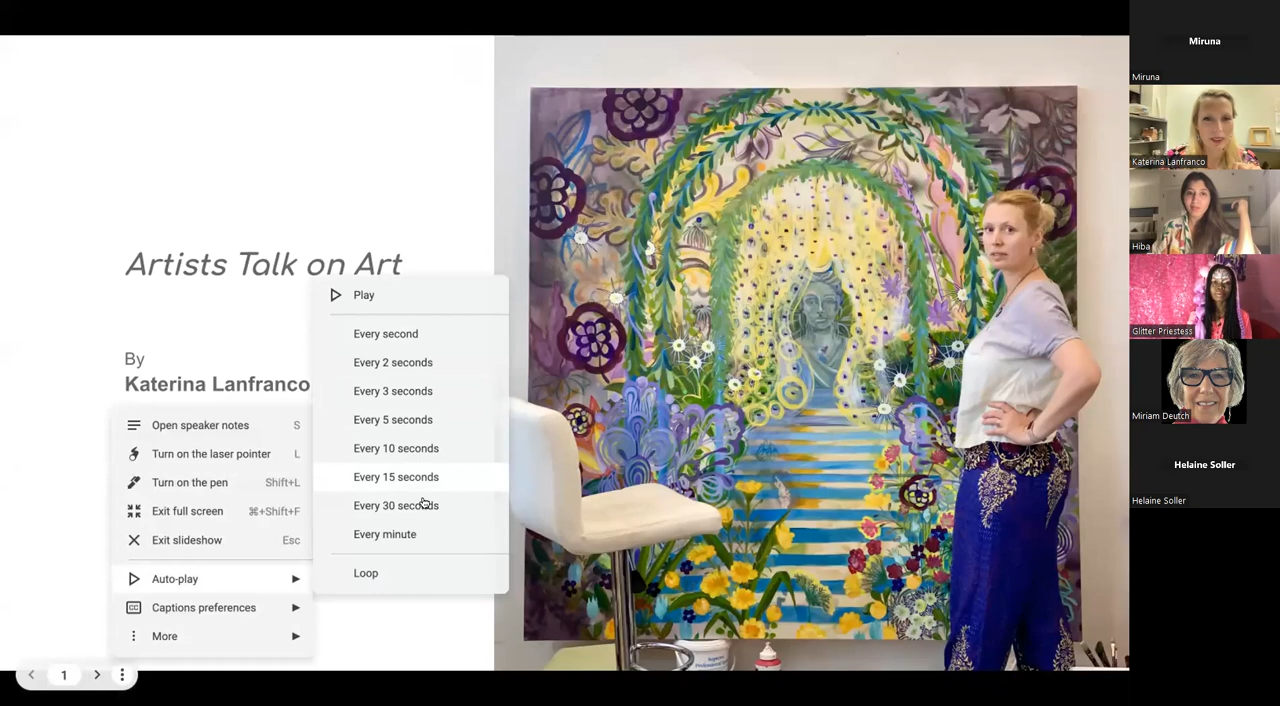 Artists Talk on Art
By
Katerina Lanfranco
Open speaker notes S
Turn on the laser pointer L
Turn on the pen Shift+L
Exit full screen ⌘+Shift+F
Exit slideshow Esc
Auto-play
CC Captions preferences
More
Play
Every second
Every 2 seconds
Every 3 seconds
Every 5 seconds
Every 10 seconds
Every 15 seconds
Every 30 seconds
Every minute
Loop
1
Miruna
Miruna
Katerina Lanfranco
Hiba
Glitter Priestess
Miriam Deutch
Helaine Soller
Helaine Soller